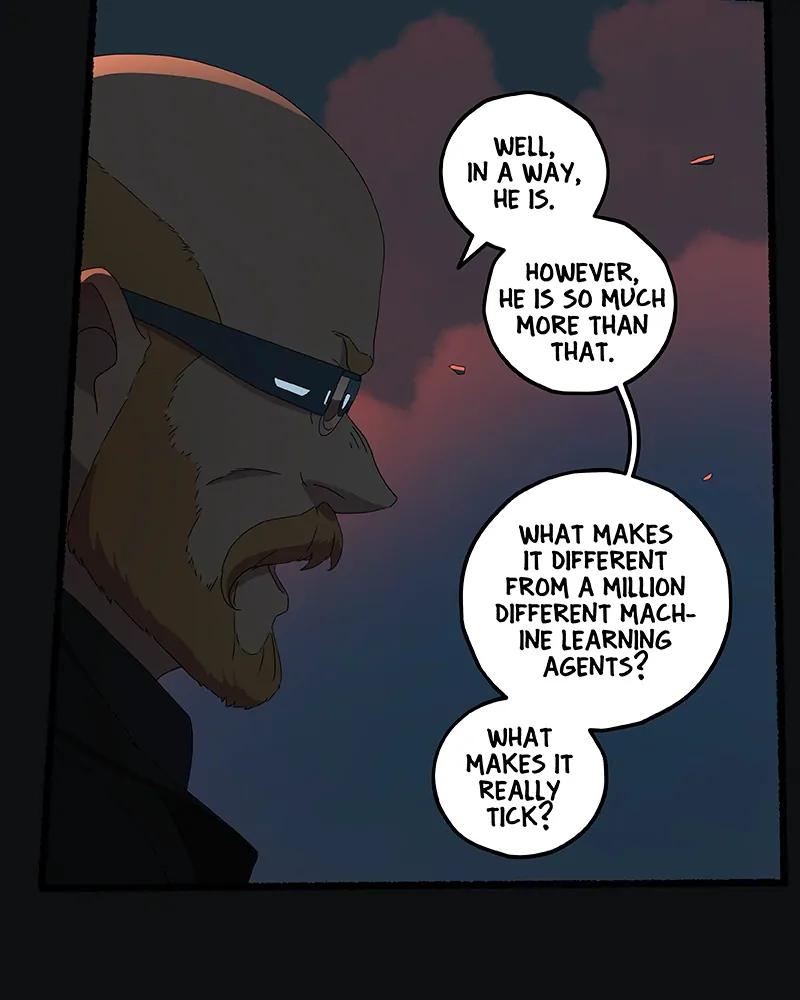 WELL,
IN A WAY,
HE IS.
HOWEVER,
HE IS SO MUCH
MORE THAN
THAT.
WHAT MAKES
IT DIFFERENT
FROM A MILLION
DIFFERENT MACH-
INE LEARNING
AGENTS?
WHAT
MAKES IT
REALLY
TICK?